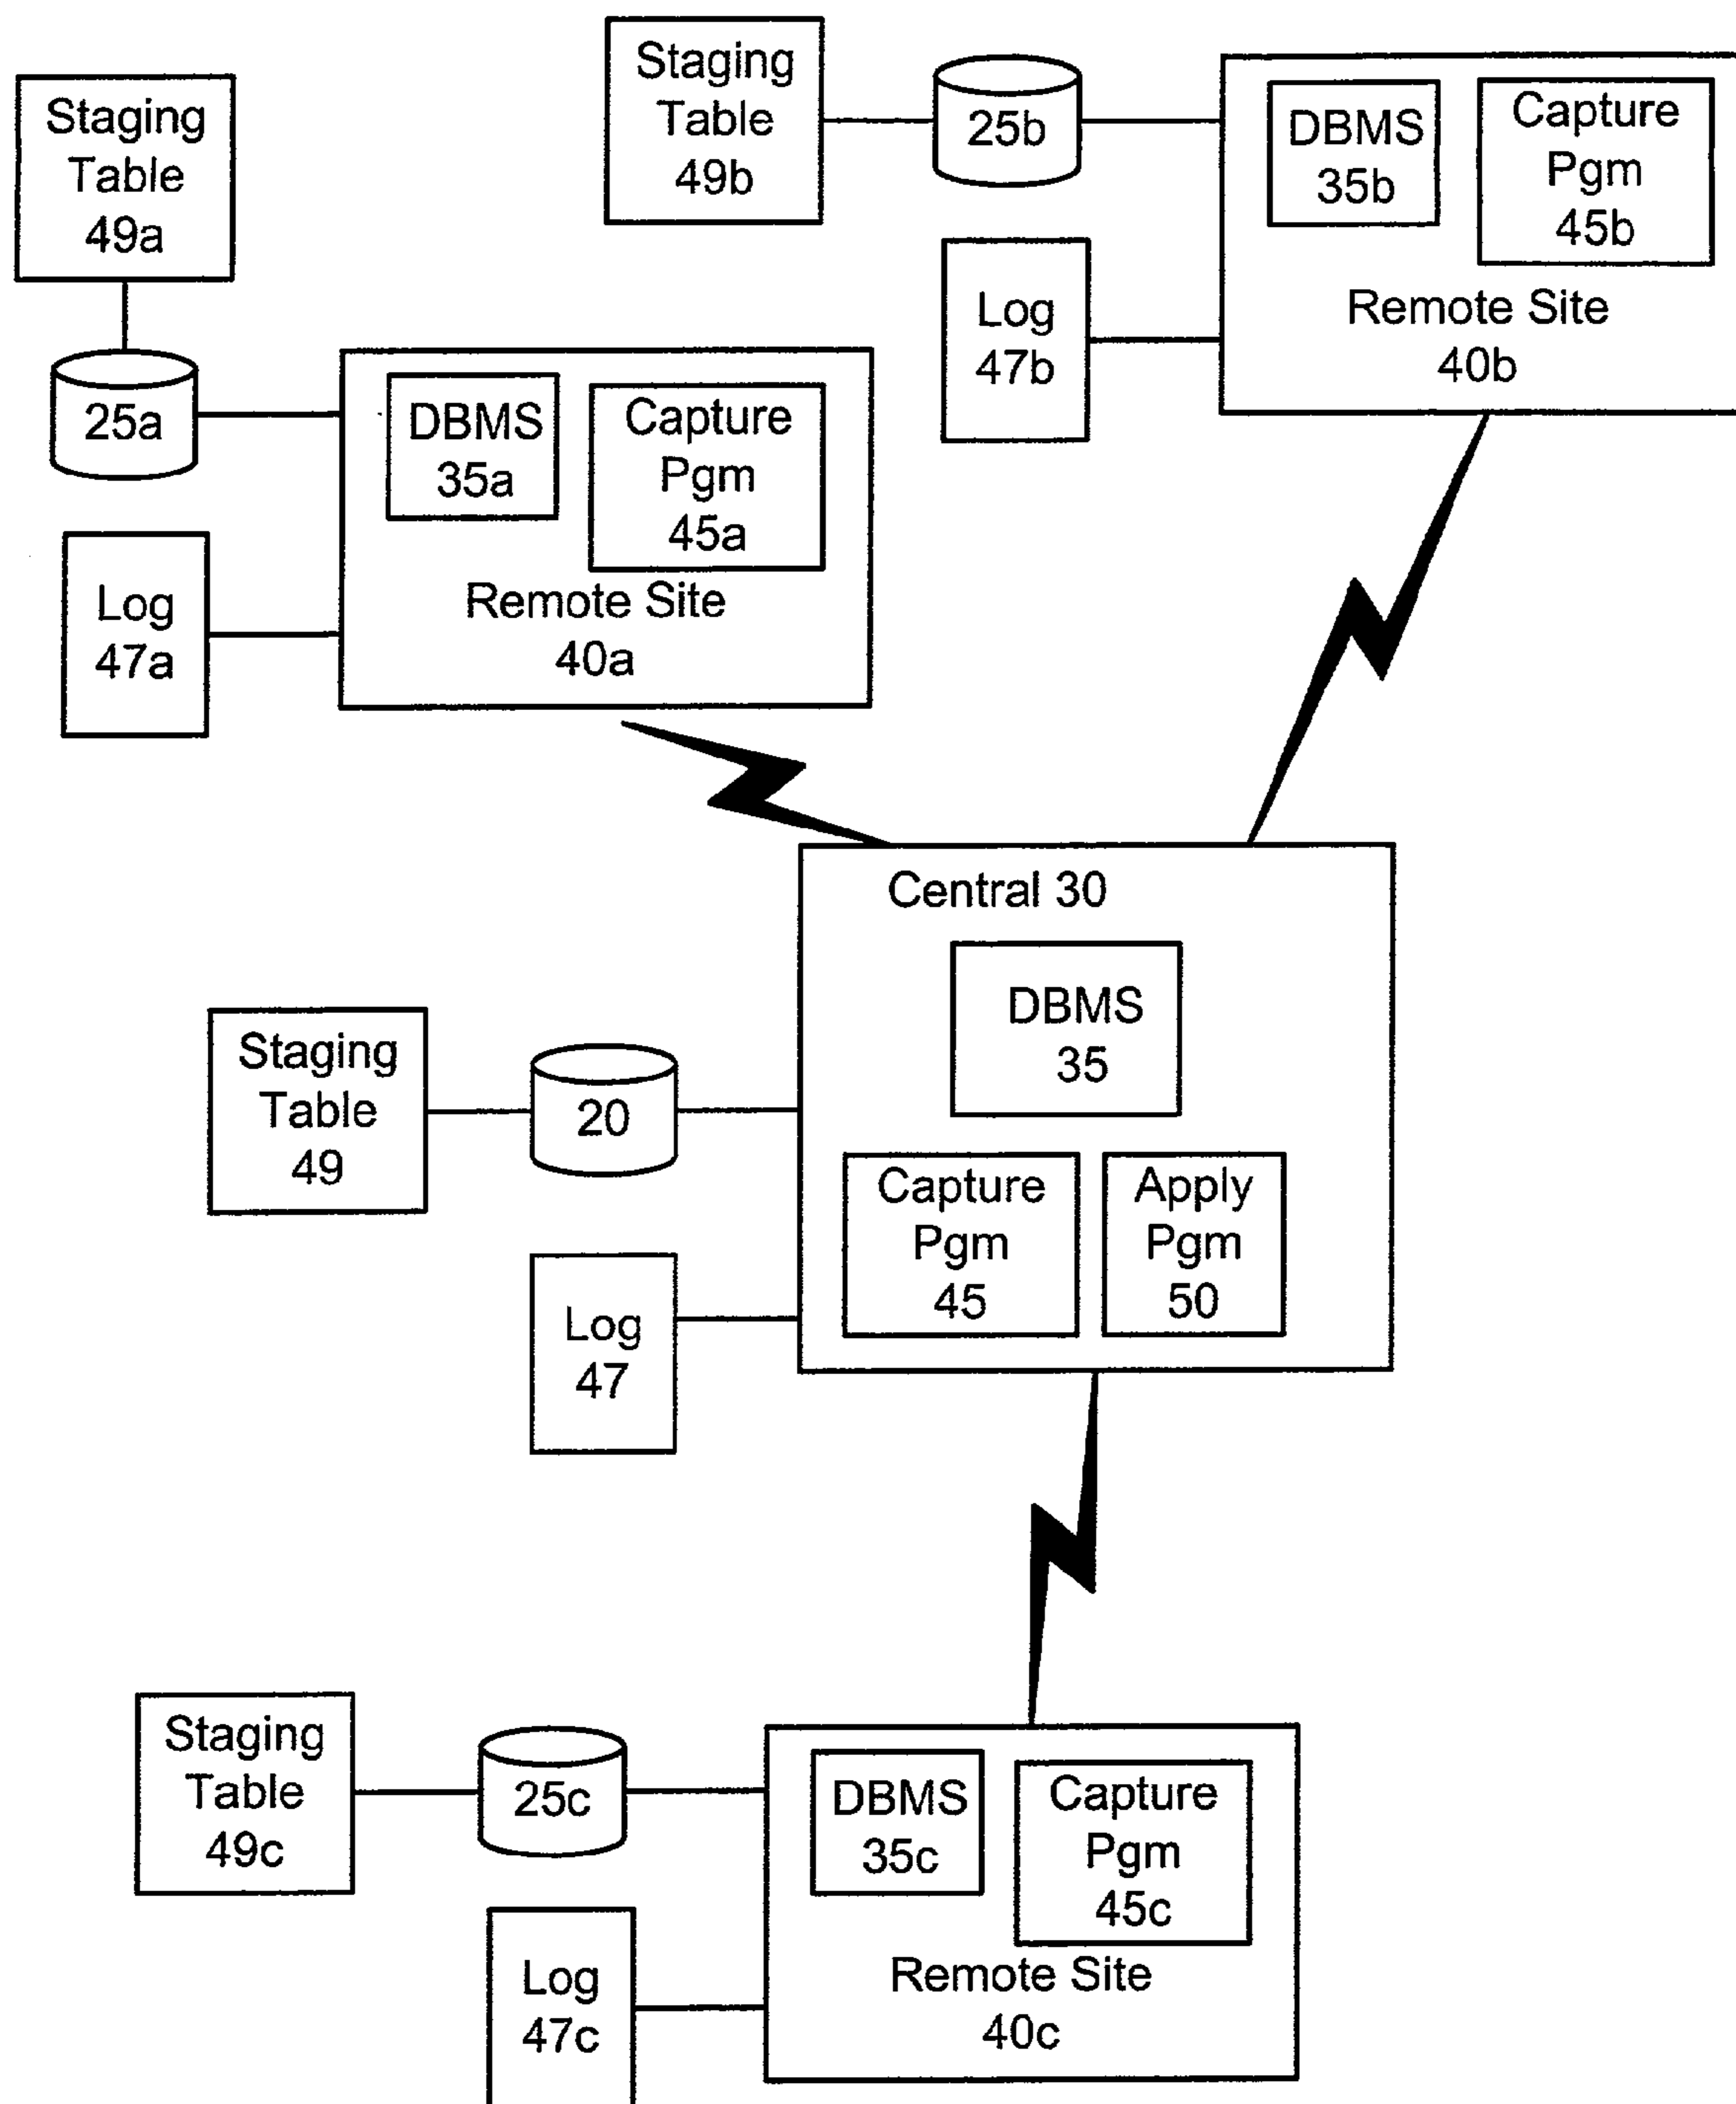 Staging
Table
49a
25a
Log
47a
DBMS
35a
Capture
Pgm
45a
Remote Site
40a
Staging
Table
49b
25b
Log
47b
DBMS
35b
Capture
Pgm
45b
Remote Site
40b
Central 30
DBMS
35
Capture
Pgm
45
Apply
Pgm
50
Staging
Table
49
20
Log
47
Staging
Table
49c
25c
Log
47c
DBMS
35c
Capture
Pgm
45c
Remote Site
40c